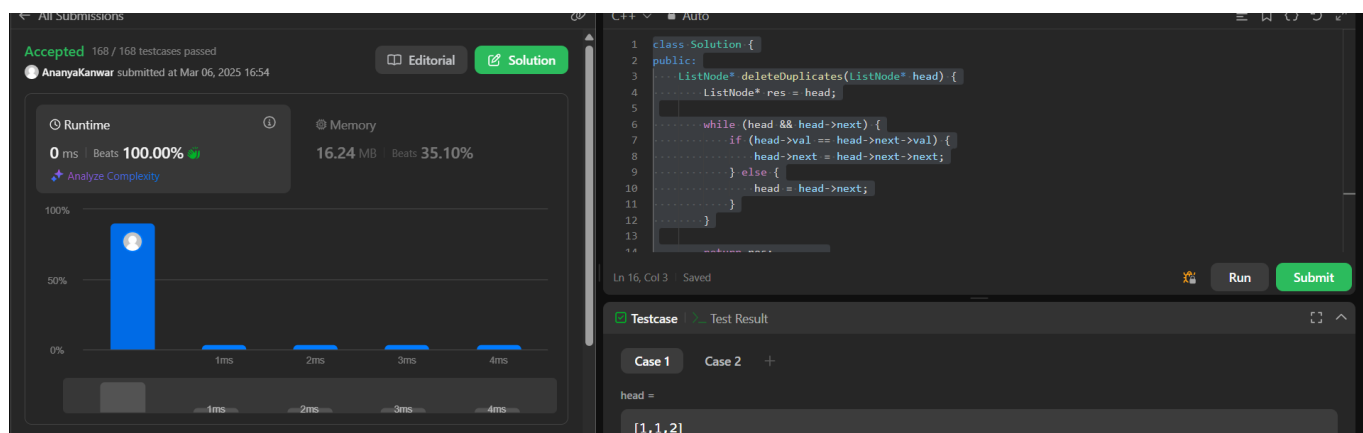 ← All Submissions
Accepted 168 / 168 testcases passed
Editorial
Solution
AnanyaKanwar submitted at Mar 06, 2025 16:54
Runtime
0 ms | Beats 100.00%
Analyze Complexity
Memory
16.24 MB | Beats 35.10%
100%
50%
0%
1ms 2ms 3ms 4ms
1ms 2ms 3ms 4ms
C++ Auto
1 class Solution {
2 public:
3 ListNode* deleteDuplicates(ListNode* head) {
4 ListNode* res = head;
5
6 while (head && head->next) {
7 if (head->val == head->next->val) {
8 head->next = head->next->next;
9 } else {
10 head = head->next;
11 }
12 }
13
14 return res;
Ln 16, Col 3 | Saved
Run
Submit
Testcase | >_ Test Result
Case 1 Case 2 +
head =
[1,1,2]